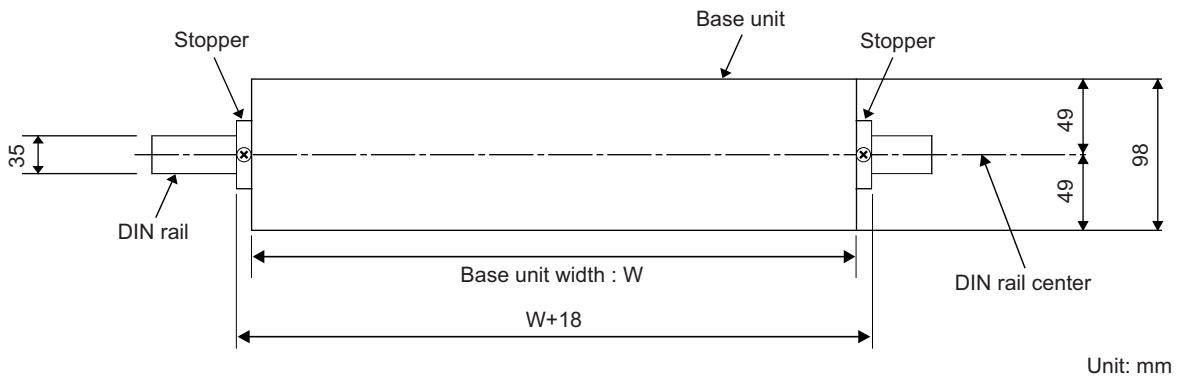 Base unit
Stopper
Stopper
35
49
98
49
DIN rail
Base unit width : W
DIN rail center
W+18
Unit: mm